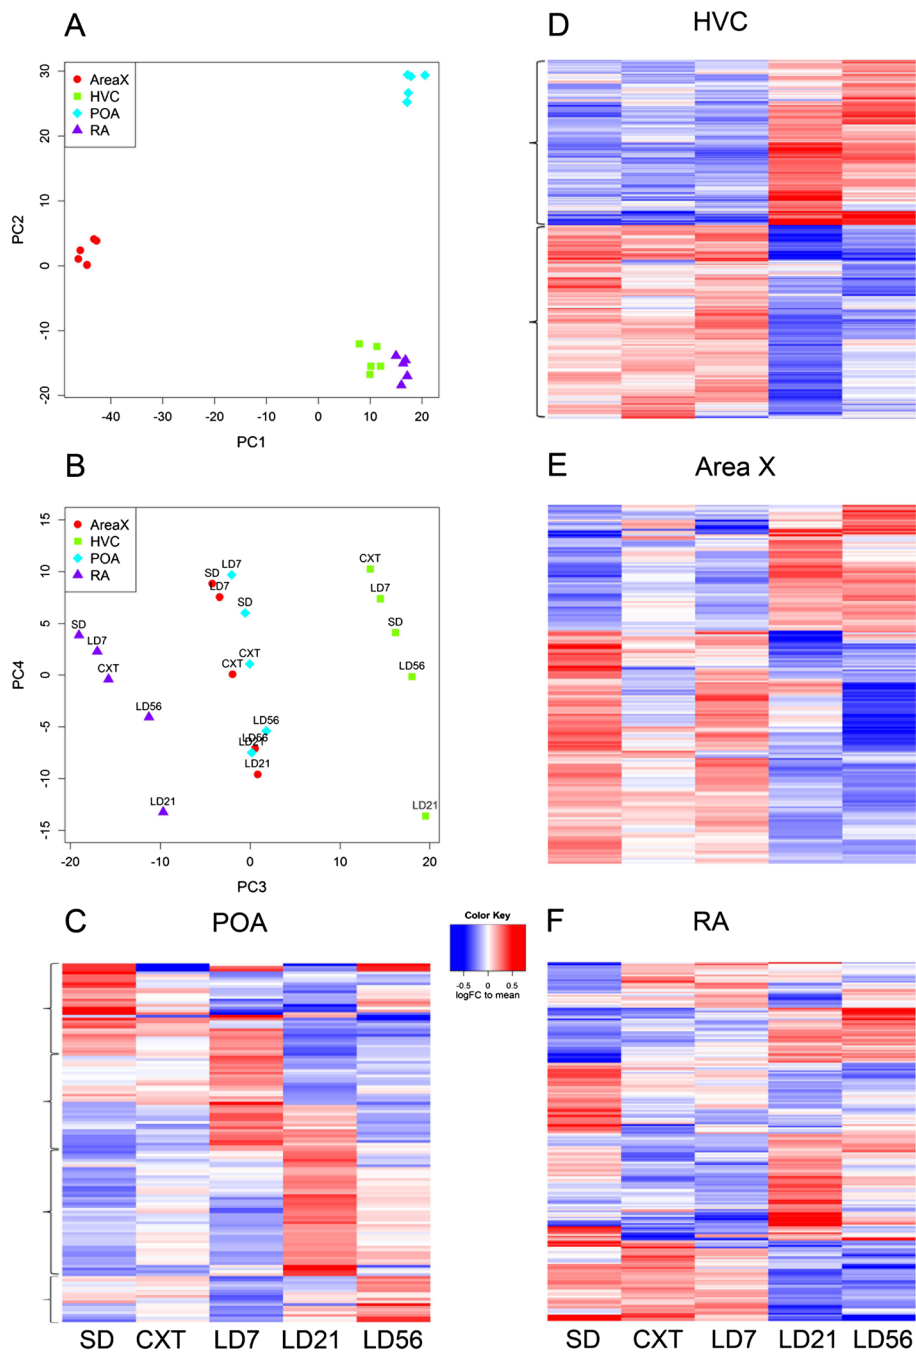 A
AreaX
HVC
POA
RA
30
20
10
0
-10
-20
PC2
-40
-30
-20
-10
0
10
20
PC1
B
AreaX
HVC
POA
RA
15
10
5
0
-5
-10
-15
PC4
LD7
SD
LD7
SD
CXT
LD7
SD
SD
LD7
CXT
CXT
CXT
LD56
LD56
LD56
LD56
LD21
LD21
LD21
LD21
-20
-10
0
10
20
PC3
C
POA
Color Key
-0.5
0
0.5
logFC to mean
SD
CXT
LD7
LD21
LD56
D
HVC
E
Area X
F
RA
SD
CXT
LD7
LD21
LD56